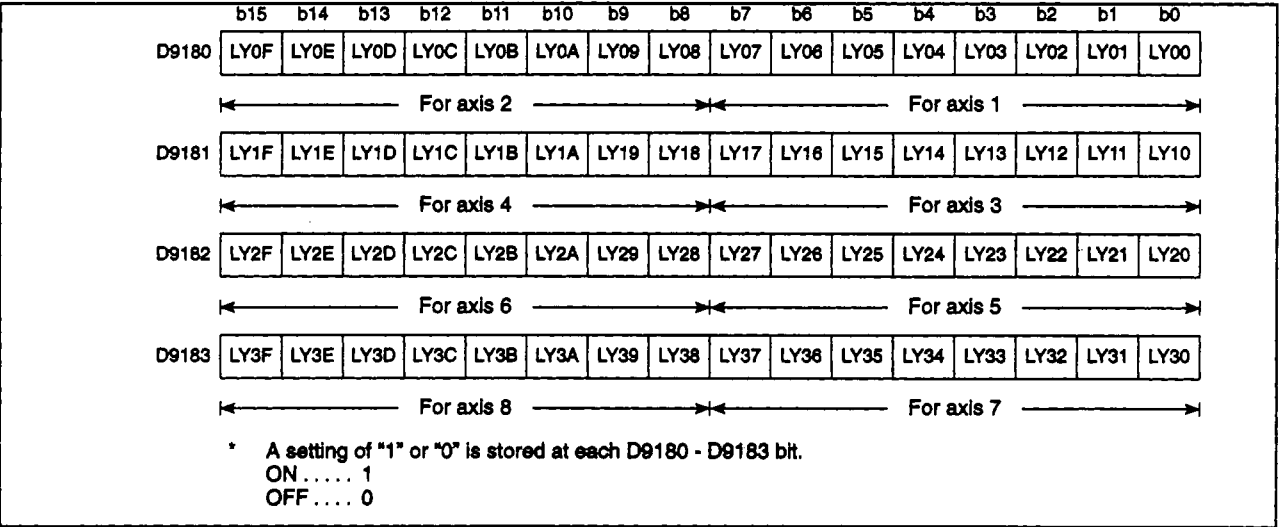 b15 b14 b13 b12 b11 b10 b9 b8 b7 b6 b5 b4 b3 b2 b1 b0
D9180 LY0F LY0E LY0D LY0C LY0B LY0A LY09 LY08 LY07 LY06 LY05 LY04 LY03 LY02 LY01 LY00
For axis 2 For axis 1
D9181 LY1F LY1E LY1D LY1C LY1B LY1A LY19 LY18 LY17 LY16 LY15 LY14 LY13 LY12 LY11 LY10
For axis 4 For axis 3
D9182 LY2F LY2E LY2D LY2C LY2B LY2A LY29 LY28 LY27 LY26 LY25 LY24 LY23 LY22 LY21 LY20
For axis 6 For axis 5
D9183 LY3F LY3E LY3D LY3C LY3B LY3A LY39 LY38 LY37 LY36 LY35 LY34 LY33 LY32 LY31 LY30
For axis 8 For axis 7
* A setting of "1" or "0" is stored at each D9180 - D9183 bit.
ON ..... 1
OFF .... 0